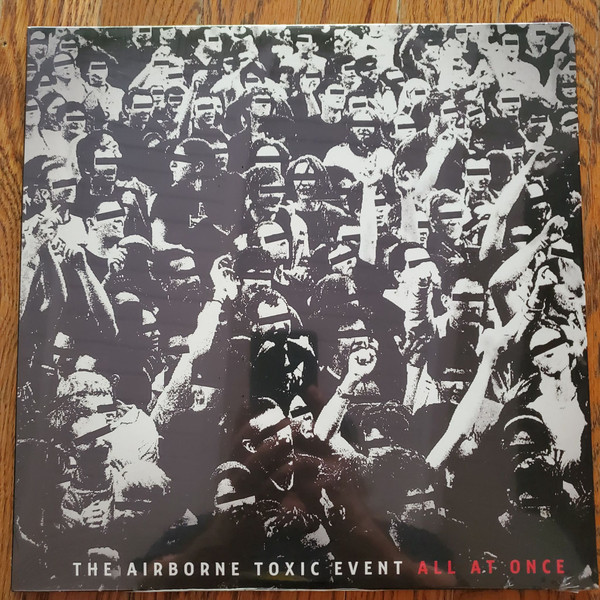 THE AIRBORNE TOXIC EVENT ALL AT ONCE